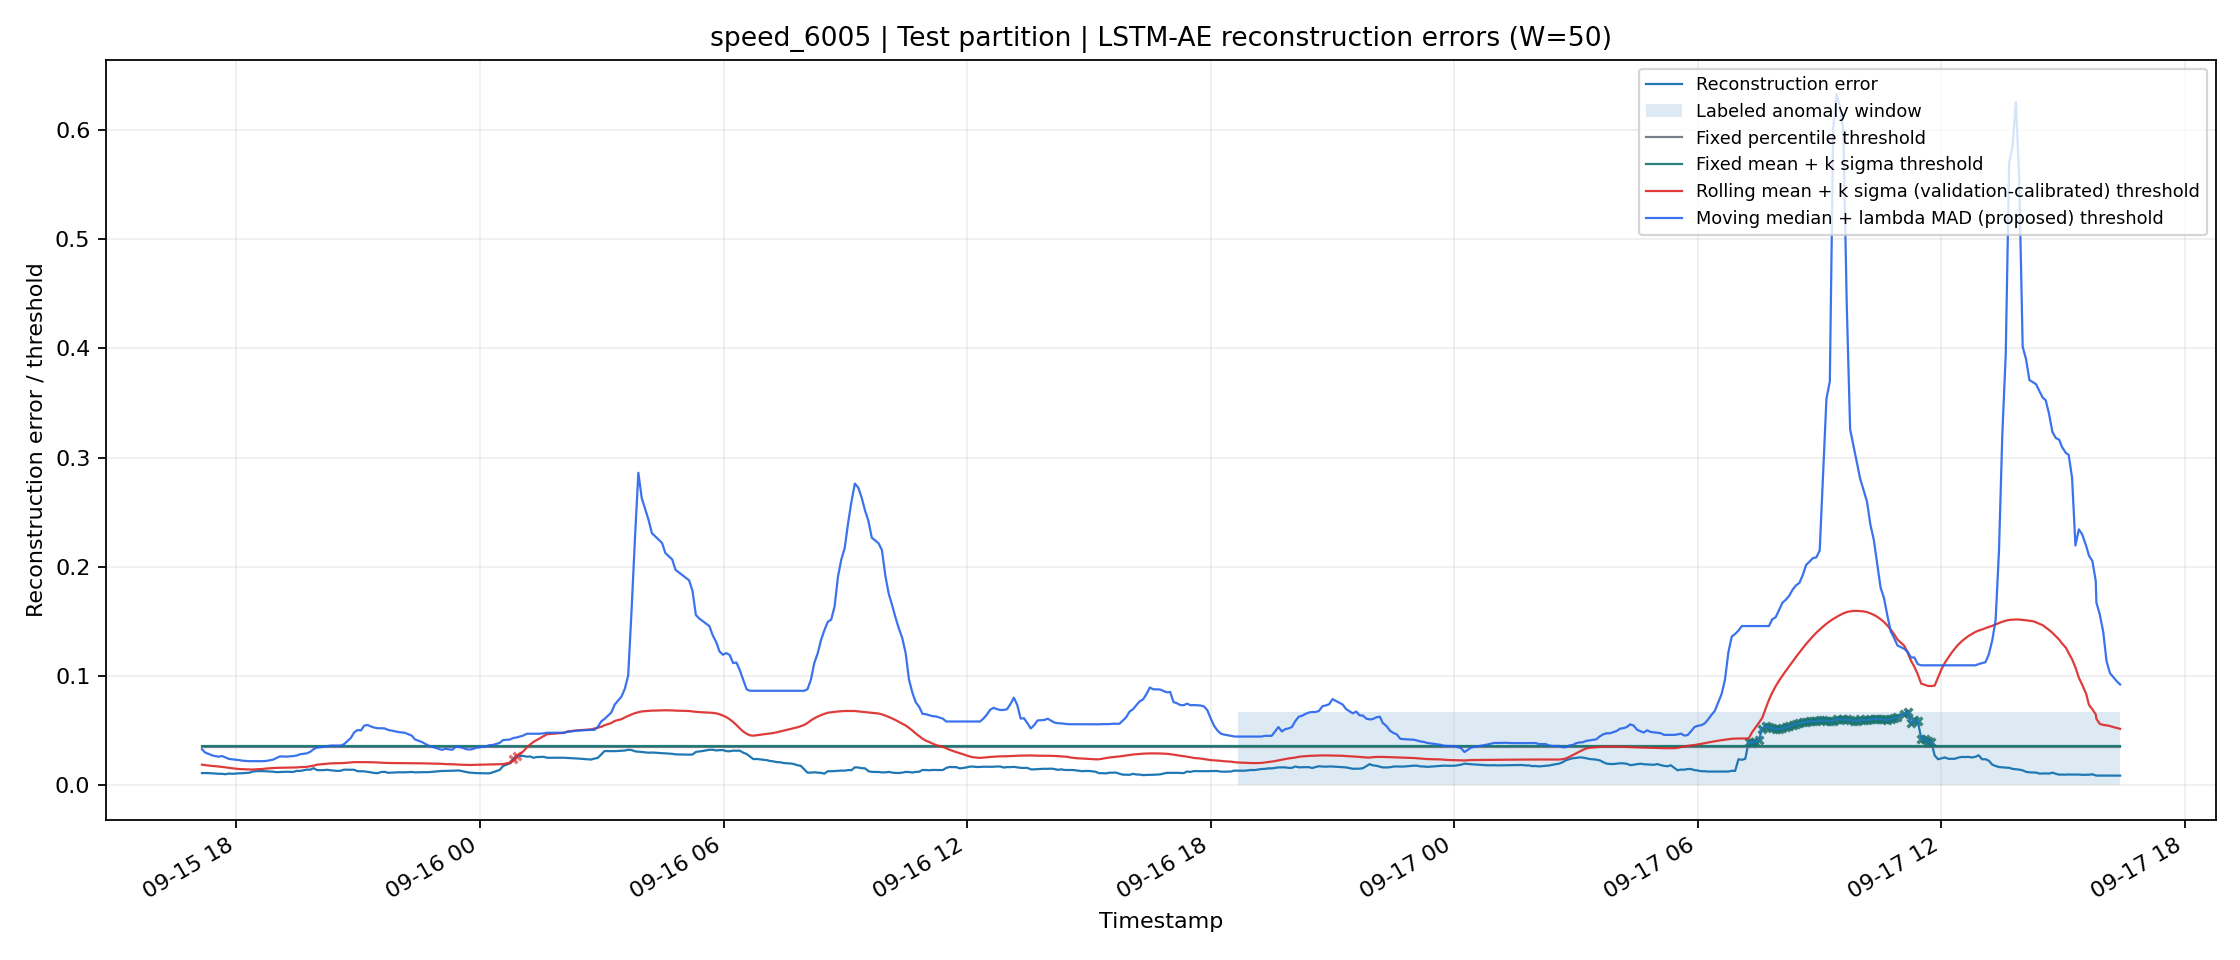 speed_6005 | Test partition | LSTM-AE reconstruction errors (W=50)
Reconstruction error
Labeled anomaly window
Fixed percentile threshold
Fixed mean + k sigma threshold
Rolling mean + k sigma (validation-calibrated) threshold
Moving median + lambda MAD (proposed) threshold
Reconstruction error / threshold
0.6
0.5
0.4
0.3
0.2
0.1
0.0
09-15 18
09-16 00
09-16 06
09-16 12
09-16 18
09-17 00
09-17 06
09-17 12
09-17 18
Timestamp